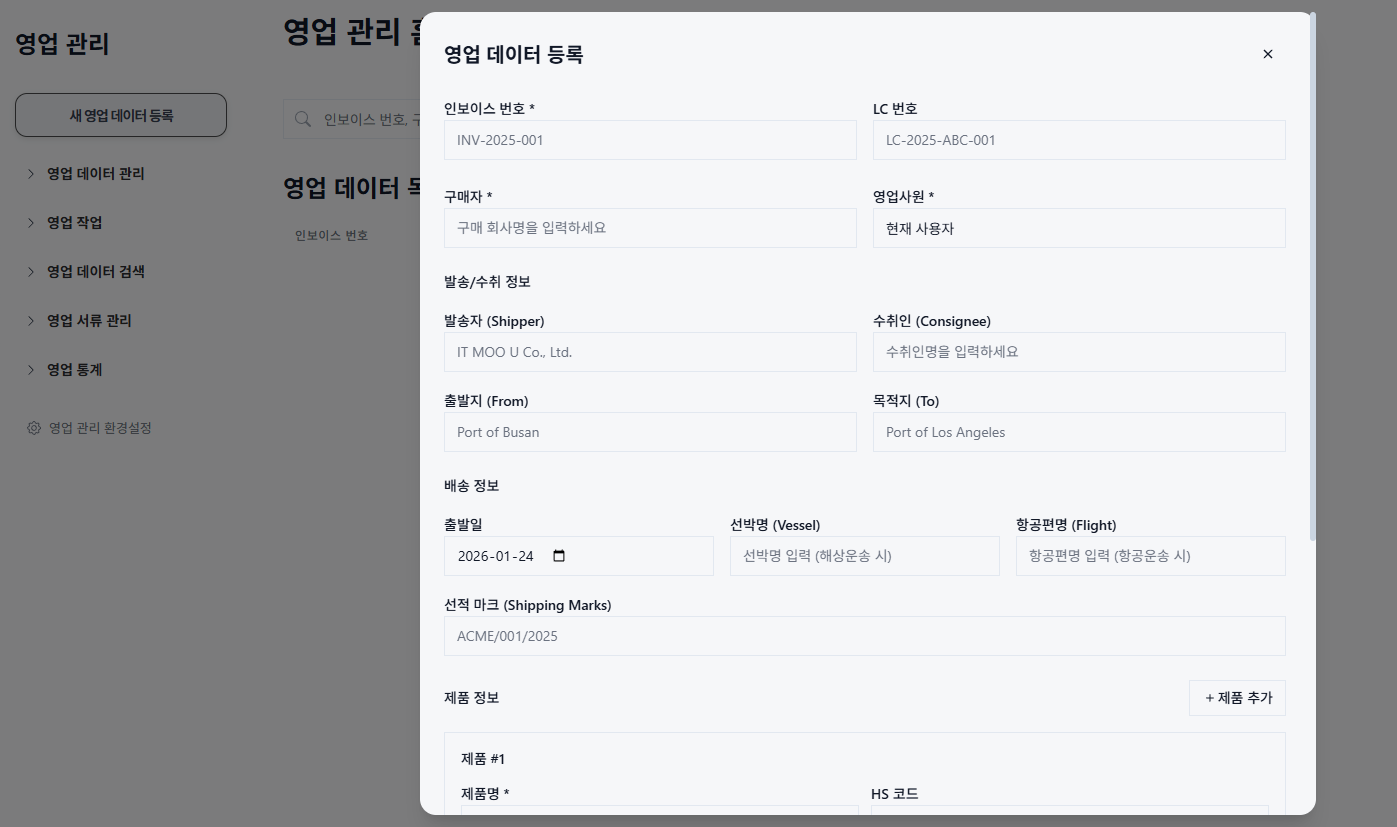 영업 관리
새 영업 데이터 등록
영업 데이터 관리
영업 작업
영업 데이터 검색
영업 서류 관리
영업 통계
영업 관리 환경설정
영업 관리
인보이스 번호,
영업 데이터
인보이스 번호
영업 데이터 등록
×
인보이스 번호 *
INV-2025-001
LC 번호
LC-2025-ABC-001
구매자 *
구매 회사명을 입력하세요
영업사원 *
현재 사용자
발송/수취 정보
발송자 (Shipper)
IT MOO U Co., Ltd.
수취인 (Consignee)
수취인명을 입력하세요
출발지 (From)
Port of Busan
목적지 (To)
Port of Los Angeles
배송 정보
출발일
2026-01-24
선박명 (Vessel)
선박명 입력 (해상운송 시)
항공편명 (Flight)
항공편명 입력 (항공운송 시)
선적 마크 (Shipping Marks)
ACME/001/2025
제품 정보
+ 제품 추가
제품 #1
제품명 *
HS 코드